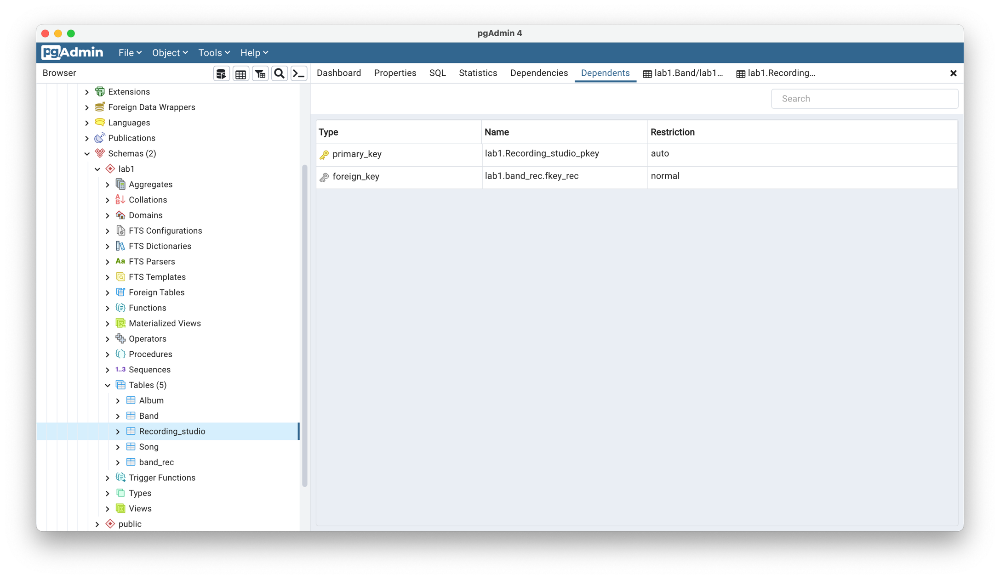 pgAdmin 4
pgAdmin File Object Tools Help
Browser
Dashboard Properties SQL Statistics Dependencies Dependents lab1.Band/lab1... lab1.Recording...
Search
Extensions
Foreign Data Wrappers
Languages
Publications
Schemas (2)
lab1
Aggregates
Collations
Domains
FTS Configurations
FTS Dictionaries
Aa FTS Parsers
FTS Templates
Foreign Tables
Functions
Materialized Views
Operators
Procedures
1..3 Sequences
Tables (5)
Album
Band
Recording_studio
Song
band_rec
Trigger Functions
Types
Views
public
Type Name Restriction
primary_key lab1.Recording_studio_pkey auto
foreign_key lab1.band_rec.fkey_rec normal